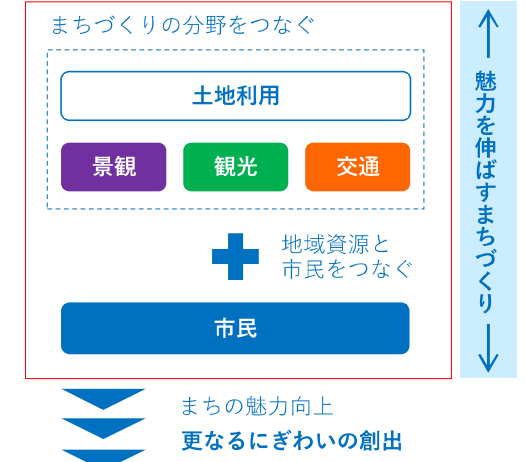 まちづくりの分野をつなぐ
土地利用
景観
観光
交通
地域資源と
市民をつなぐ
市民
魅力を伸ばすまちづくり
まちの魅力向上
更なるにぎわいの創出